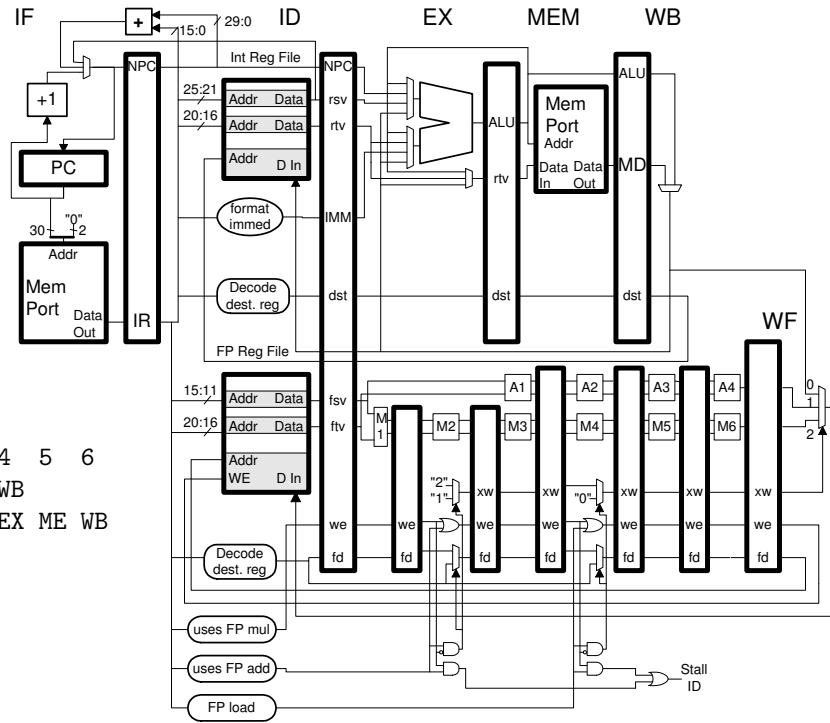 IF ID EX MEM WB
+
29:0
15:0
Int Reg File
NPC
NPC
+1
PC
30 "0" 2
Addr
Mem
Port
Data
Out
IR
25:21
Addr Data
rsv
20:16
Addr Data
rtv
Addr
D In
format
immed
IMM
Decode
dest. reg
dst
ALU
rtv
dst
Mem
Port
Addr
Data
In
Data
Out
ALU
MD
dst
WF
FP Reg File
15:11
Addr Data
fsv
20:16
Addr Data
ftv
Addr
WE D In
M
1
M2
A1
M3
A2
M4
A3
M5
A4
M6
0
1
2
4 5 6
WB
EX ME WB
"2"
"1"
xw
xw
"0"
xw
xw
xw
we
we
we
we
we
we
we
Decode
dest. reg
fd
fd
fd
fd
fd
fd
fd
uses FP mul
uses FP add
FP load
Stall
ID